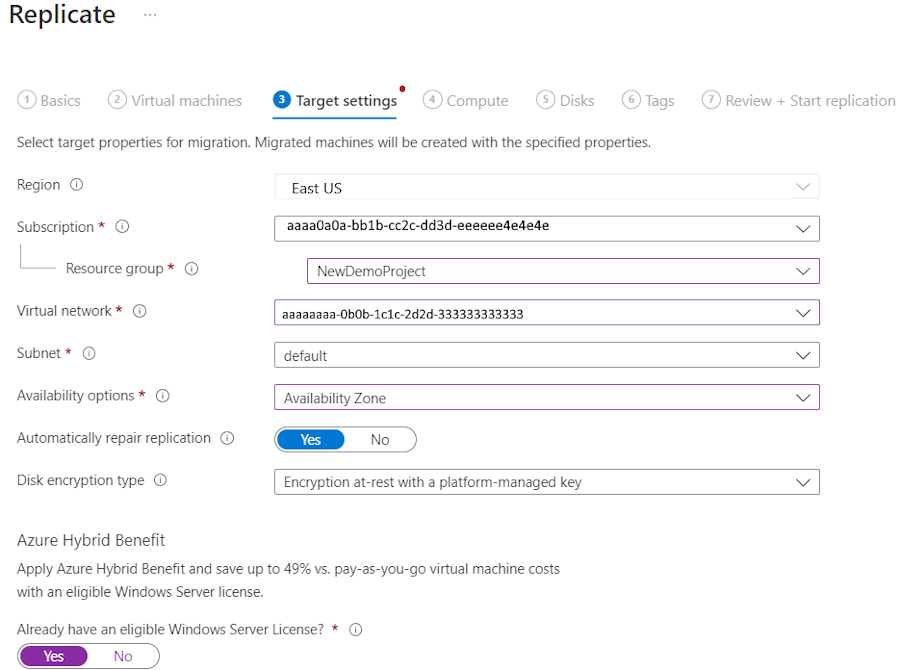 Replicate ...
1 Basics 2 Virtual machines 3 Target settings 4 Compute 5 Disks 6 Tags 7 Review + Start replication
Select target properties for migration. Migrated machines will be created with the specified properties.
Region East US
Subscription * aaaa0a0a-bb1b-cc2c-dd3d-eeeeee4e4e4e
Resource group * NewDemoProject
Virtual network * aaaaaaaa-0b0b-1c1c-2d2d-333333333333
Subnet * default
Availability options * Availability Zone
Automatically repair replication Yes No
Disk encryption type Encryption at-rest with a platform-managed key
Azure Hybrid Benefit
Apply Azure Hybrid Benefit and save up to 49% vs. pay-as-you-go virtual machine costs
with an eligible Windows Server license.
Already have an eligible Windows Server License? *
Yes No